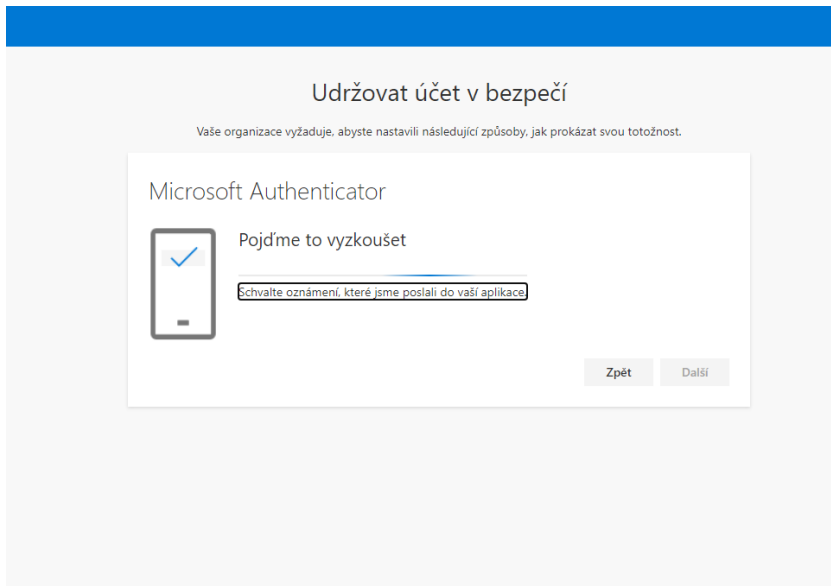 Udržovat účet v bezpečí
Vaše organizace vyžaduje, abyste nastavili následující způsoby, jak prokázat svou totožnost.
Microsoft Authenticator
Pojďme to vyzkoušet
Schvalte oznámení, které jsme poslali do vaší aplikace.
Zpět
Další